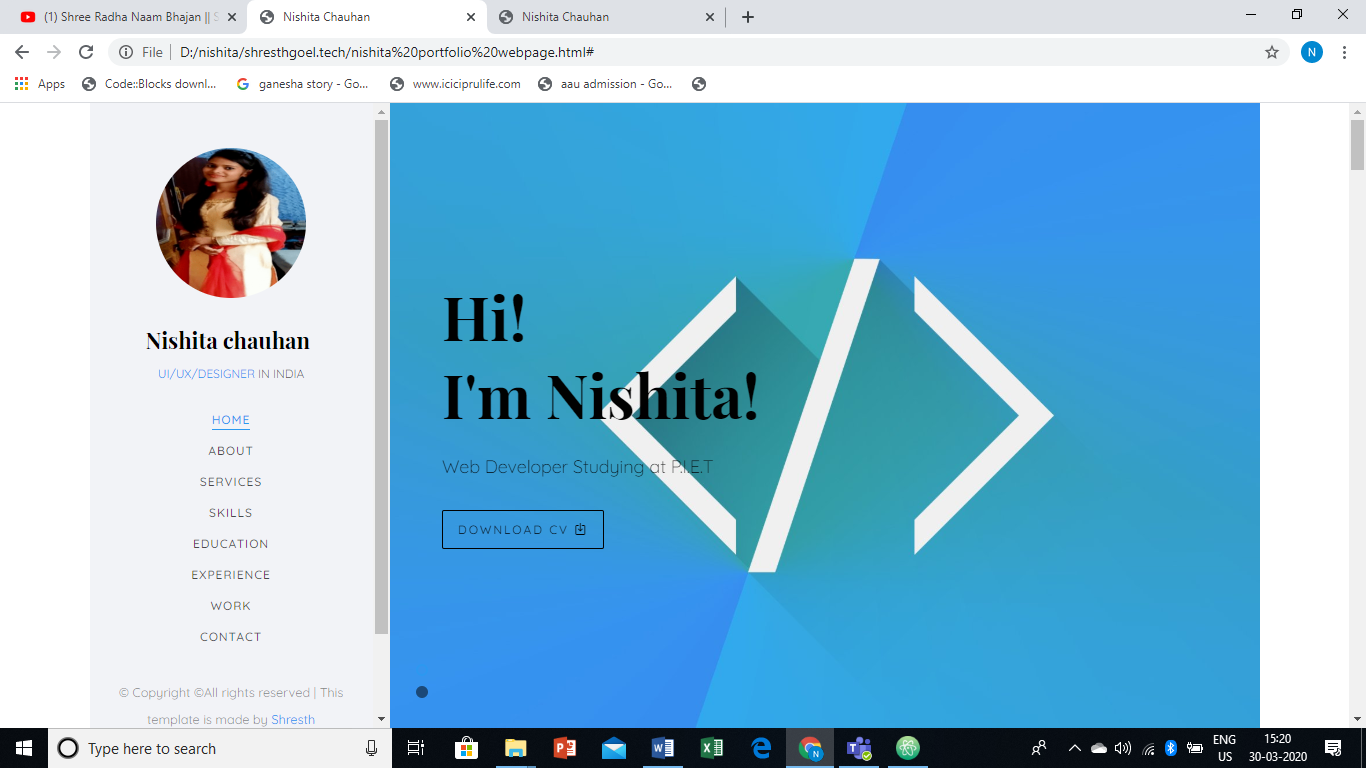 (1) Shree Radha Naam Bhajan || S
Nishita Chauhan
Nishita Chauhan
File
D:/nishita/shresthgoel.tech/nishita%20portfolio%20webpage.html#
N
Apps
Code::Blocks downl...
ganesha story - Go...
www.iciciprulife.com
aau admission - Go...
Nishita chauhan
UI/UX/DESIGNER IN INDIA
HOME
ABOUT
SERVICES
SKILLS
EDUCATION
EXPERIENCE
WORK
CONTACT
© Copyright ©All rights reserved | This
template is made by Shresth
Hi!
I'm Nishita!
Web Developer Studying at P.I.E.T
DOWNLOAD CV
Type here to search
ENG
US
15:20
30-03-2020